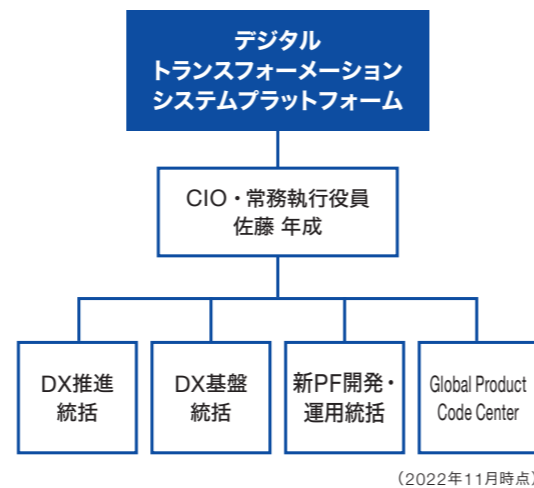 デジタル
トランスフォーメーション
システムプラットフォーム
CIO・常務執行役員
佐藤 年成
DX推進
統括
DX基盤
統括
新PF開発・
運用統括
Global Product
Code Center
（2022年11月時点）